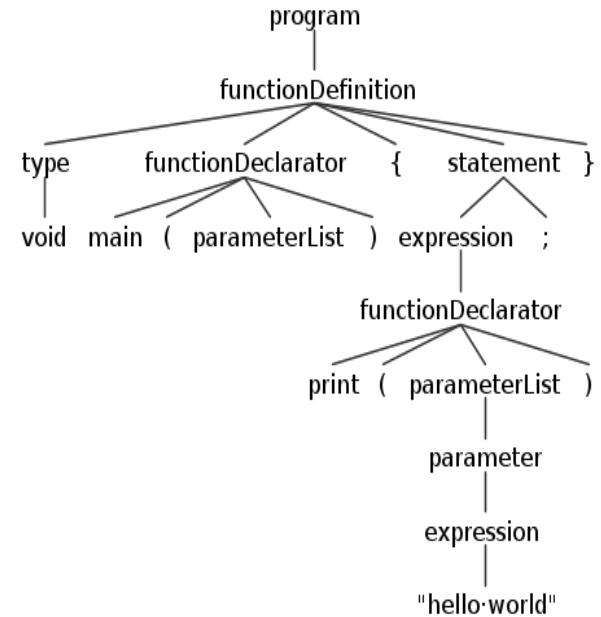 program
functionDefinition
type functionDeclarator { statement }
void main ( parameterList ) expression ;
functionDeclarator
print ( parameterList )
parameter
expression
"hello·world"